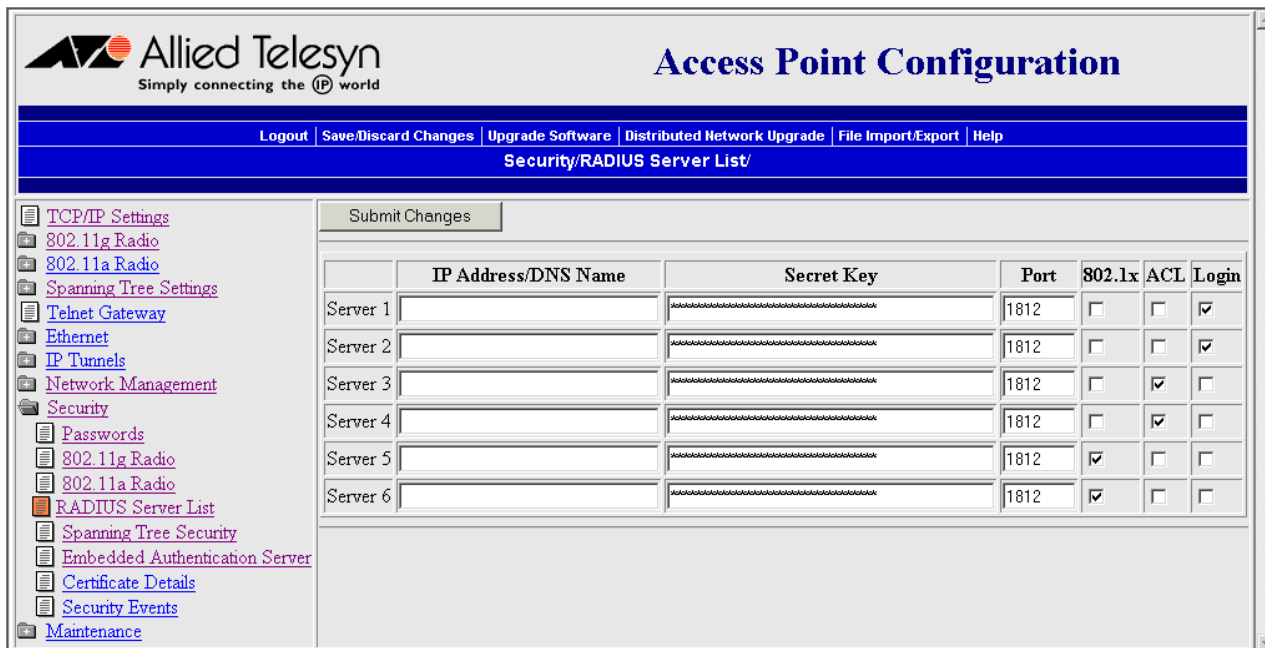 Allied Telesyn
Simply connecting the IP world
Access Point Configuration
Logout | Save/Discard Changes | Upgrade Software | Distributed Network Upgrade | File Import/Export | Help
Security/RADIUS Server List/
TCP/IP Settings
802.11g Radio
802.11a Radio
Spanning Tree Settings
Telnet Gateway
Ethernet
IP Tunnels
Network Management
Security
Passwords
802.11g Radio
802.11a Radio
RADIUS Server List
Spanning Tree Security
Embedded Authentication Server
Certificate Details
Security Events
Maintenance
Submit Changes
IP Address/DNS Name Secret Key Port 802.1x ACL Login
Server 1 ******************************** 1812
Server 2 ******************************** 1812
Server 3 ******************************** 1812
Server 4 ******************************** 1812
Server 5 ******************************** 1812
Server 6 ******************************** 1812